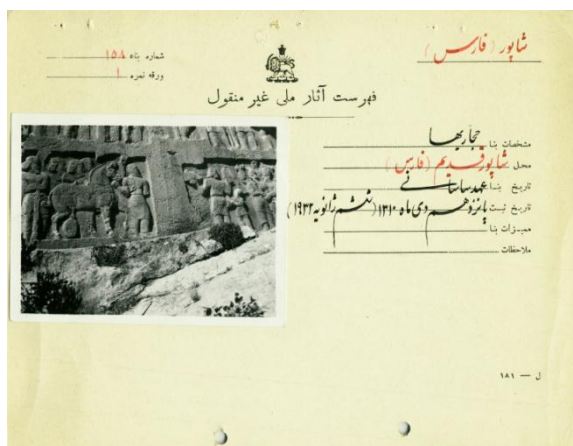 شاپور (فارس)
شماره بناء ۱۵۸
ورقه نمره ۱
فهرست آثار ملی غیر منقول
مشخصات بنا حجاریها
محل شاپور قدیم (فارس)
تاریخ بنا عهد ساسانی
تاریخ ثبت پانزدهم دی ماه ۱۳۱۰ (ششم ژانویه ۱۹۳۲)
ممیزات بنا
ملاحظات
ل — ۱۸۱